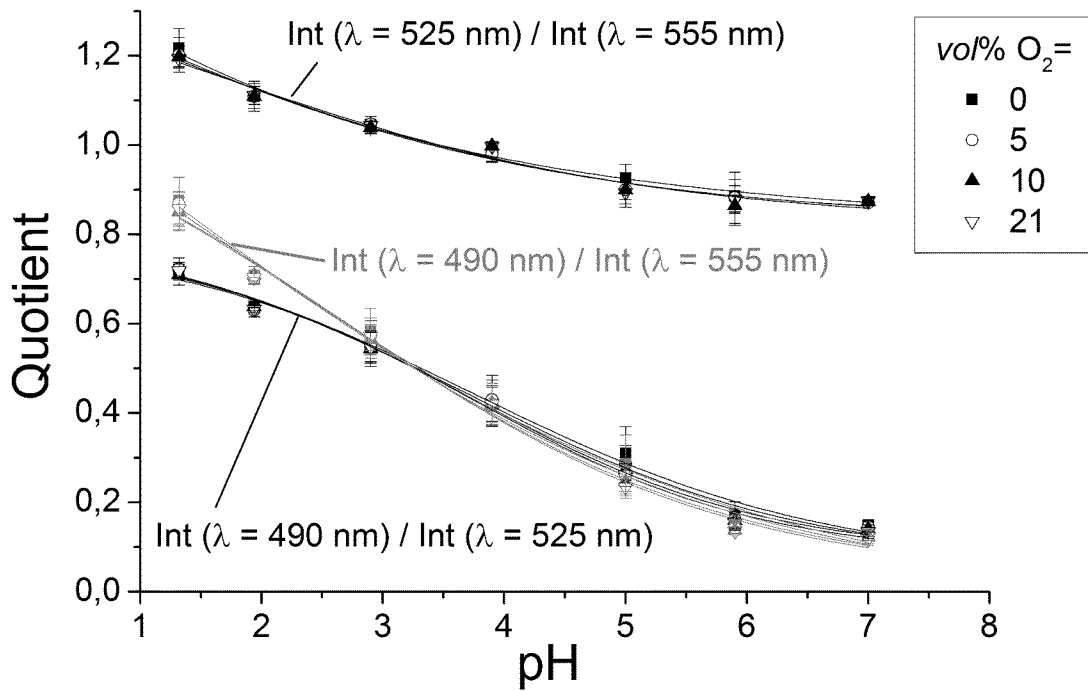 Int (λ = 525 nm) / Int (λ = 555 nm)
vol% O₂=
0
5
10
21
Int (λ = 490 nm) / Int (λ = 555 nm)
Int (λ = 490 nm) / Int (λ = 525 nm)
Quotient
1,2
1,0
0,8
0,6
0,4
0,2
0,0
1 2 3 4 5 6 7 8
pH